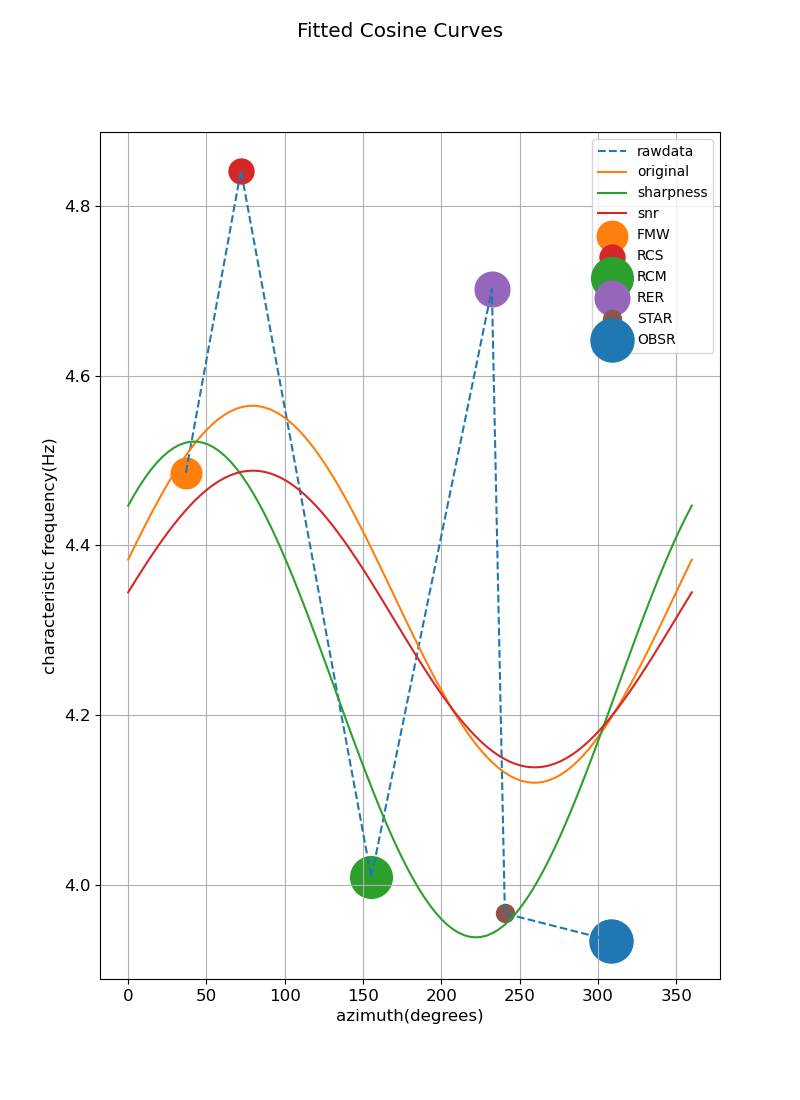 Fitted Cosine Curves
rawdata
original
sharpness
snr
FMW
RCS
RCM
RER
STAR
OBSR
4.8
4.6
4.4
4.2
4.0
characteristic frequency(Hz)
0 50 100 150 200 250 300 350
azimuth(degrees)